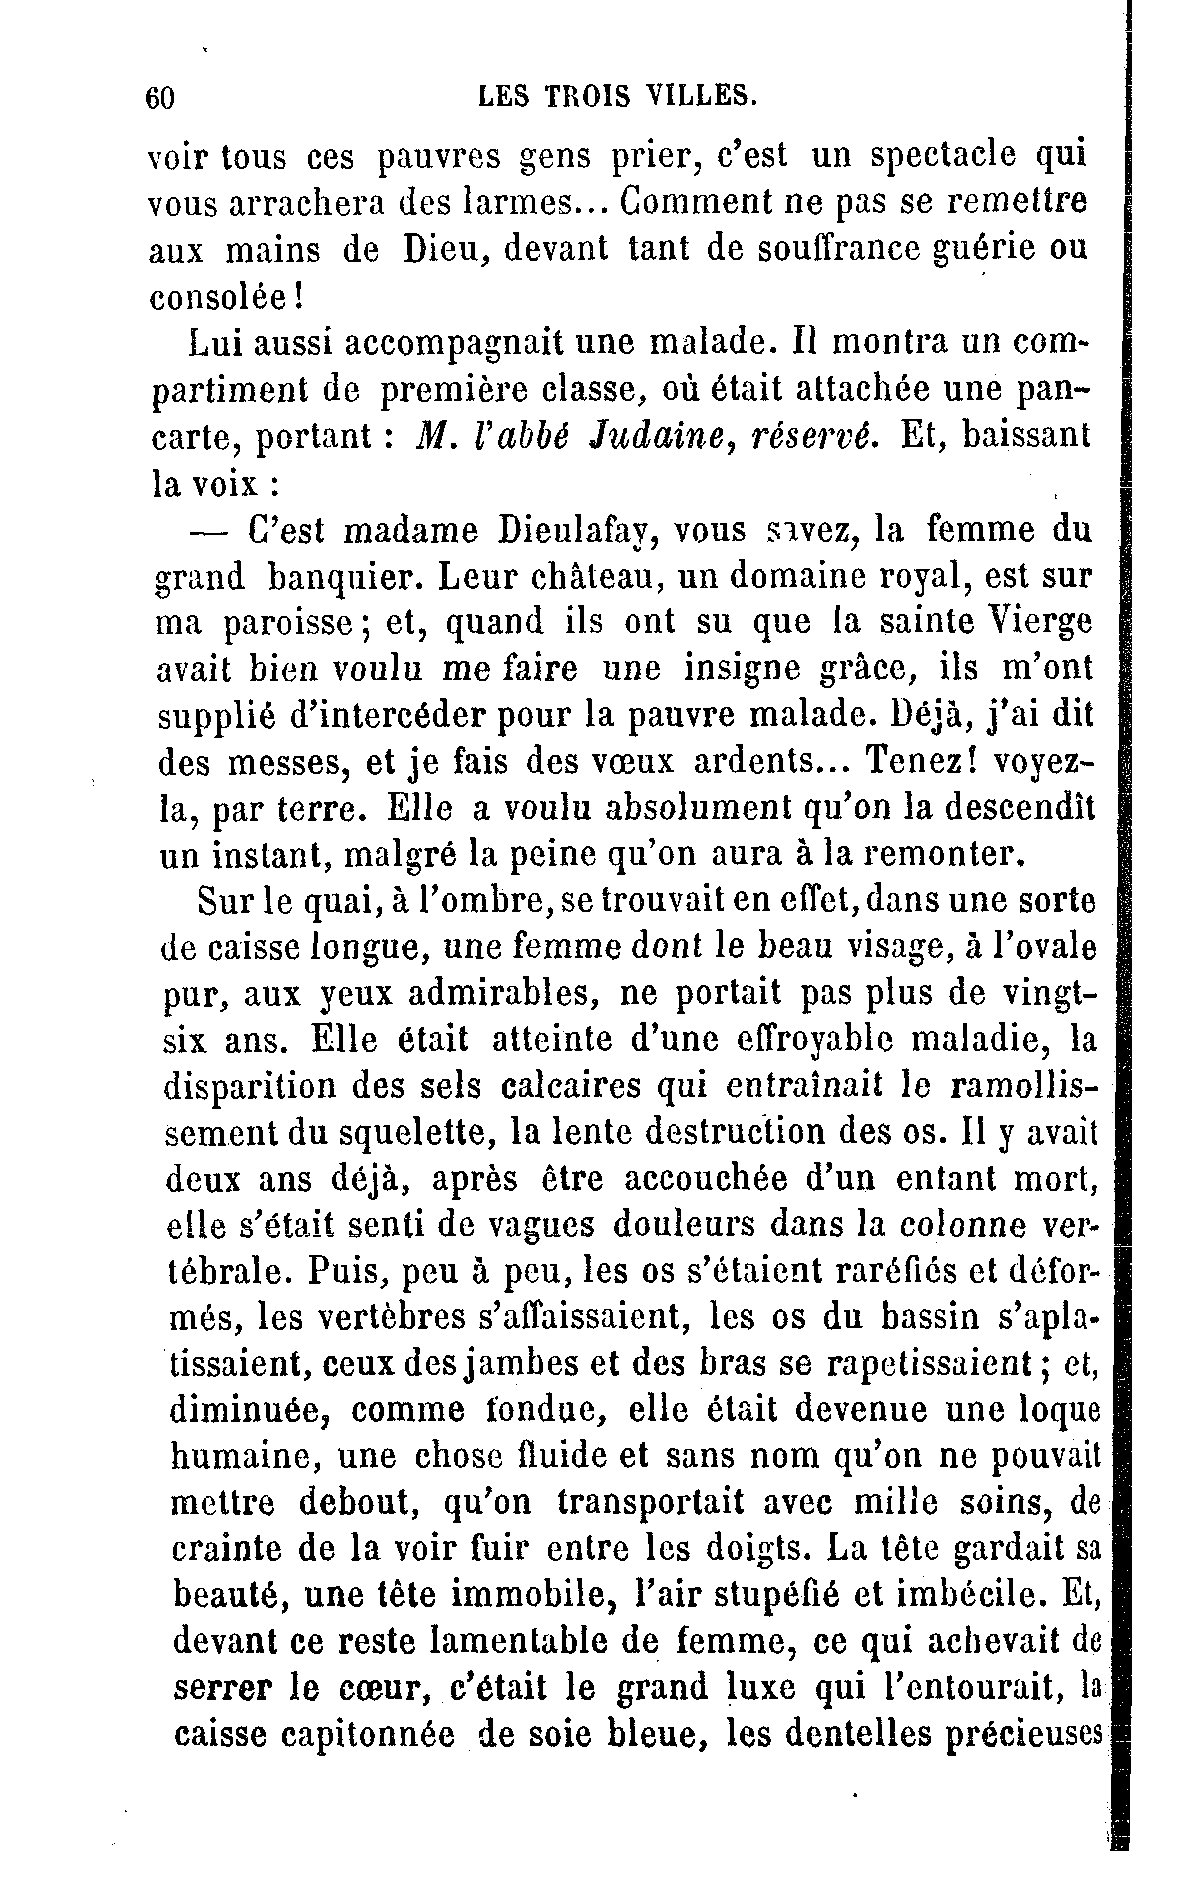 60 LES TROIS VILLES.
voir tous ces pauvres gens prier, c'est un spectacle qui
vous arrachera des larmes... Comment ne pas se remettre
aux mains de Dieu, devant tant de souffrance guérie ou
consolée !
Lui aussi accompagnait une malade. Il montra un com-
partiment de première classe, où était attachée une pan-
carte, portant : M. l'abbé Judaine, réservé. Et, baissant
la voix :
— C'est madame Dieulafay, vous savez, la femme du
grand banquier. Leur château, un domaine royal, est sur
ma paroisse ; et, quand ils ont su que la sainte Vierge
avait bien voulu me faire une insigne grâce, ils m'ont
supplié d'intercéder pour la pauvre malade. Déjà, j'ai dit
des messes, et je fais des vœux ardents... Tenez! voyez-
la, par terre. Elle a voulu absolument qu'on la descendît
un instant, malgré la peine qu'on aura à la remonter.
Sur le quai, à l'ombre, se trouvait en effet, dans une sorte
de caisse longue, une femme dont le beau visage, à l'ovale
pur, aux yeux admirables, ne portait pas plus de vingt-
six ans. Elle était atteinte d'une effroyable maladie, la
disparition des sels calcaires qui entraînait le ramollis-
sement du squelette, la lente destruction des os. Il y avait
deux ans déjà, après être accouchée d'un enfant mort,
elle s'était senti de vagues douleurs dans la colonne ver-
tébrale. Puis, peu à peu, les os s'étaient raréfiés et défor-
més, les vertèbres s'affaissaient, les os du bassin s'apla-
tissaient, ceux des jambes et des bras se rapetissaient ; et,
diminuée, comme fondue, elle était devenue une loque
humaine, une chose fluide et sans nom qu'on ne pouvait
mettre debout, qu'on transportait avec mille soins, de
crainte de la voir fuir entre les doigts. La tête gardait sa
beauté, une tête immobile, l'air stupéfié et imbécile. Et,
devant ce reste lamentable de femme, ce qui achevait de
serrer le cœur, c'était le grand luxe qui l'entourait, la
caisse capitonnée de soie bleue, les dentelles précieuses